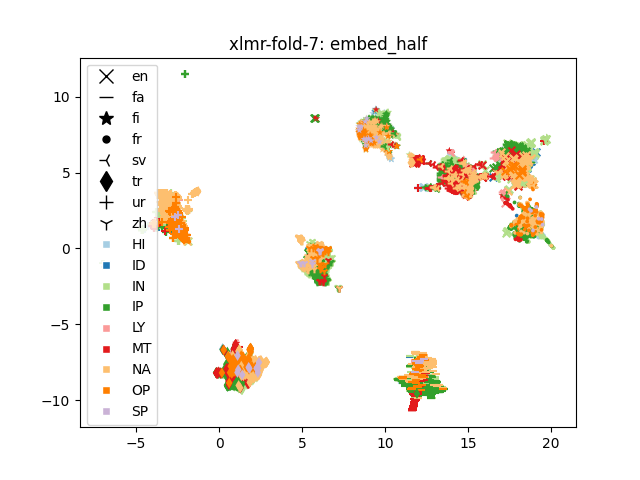 xlmr-fold-7: embed_half
10
5
0
−5
−10
−5
0
5
10
15
20
en
fa
fi
fr
sv
tr
ur
zh
HI
ID
IN
IP
LY
MT
NA
OP
SP